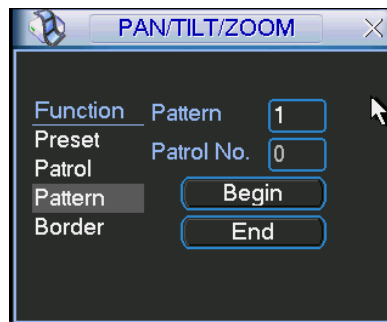 PAN/TILT/ZOOM
Function
Preset
Patrol
Pattern
Border
Pattern 1
Patrol No. 0
Begin
End